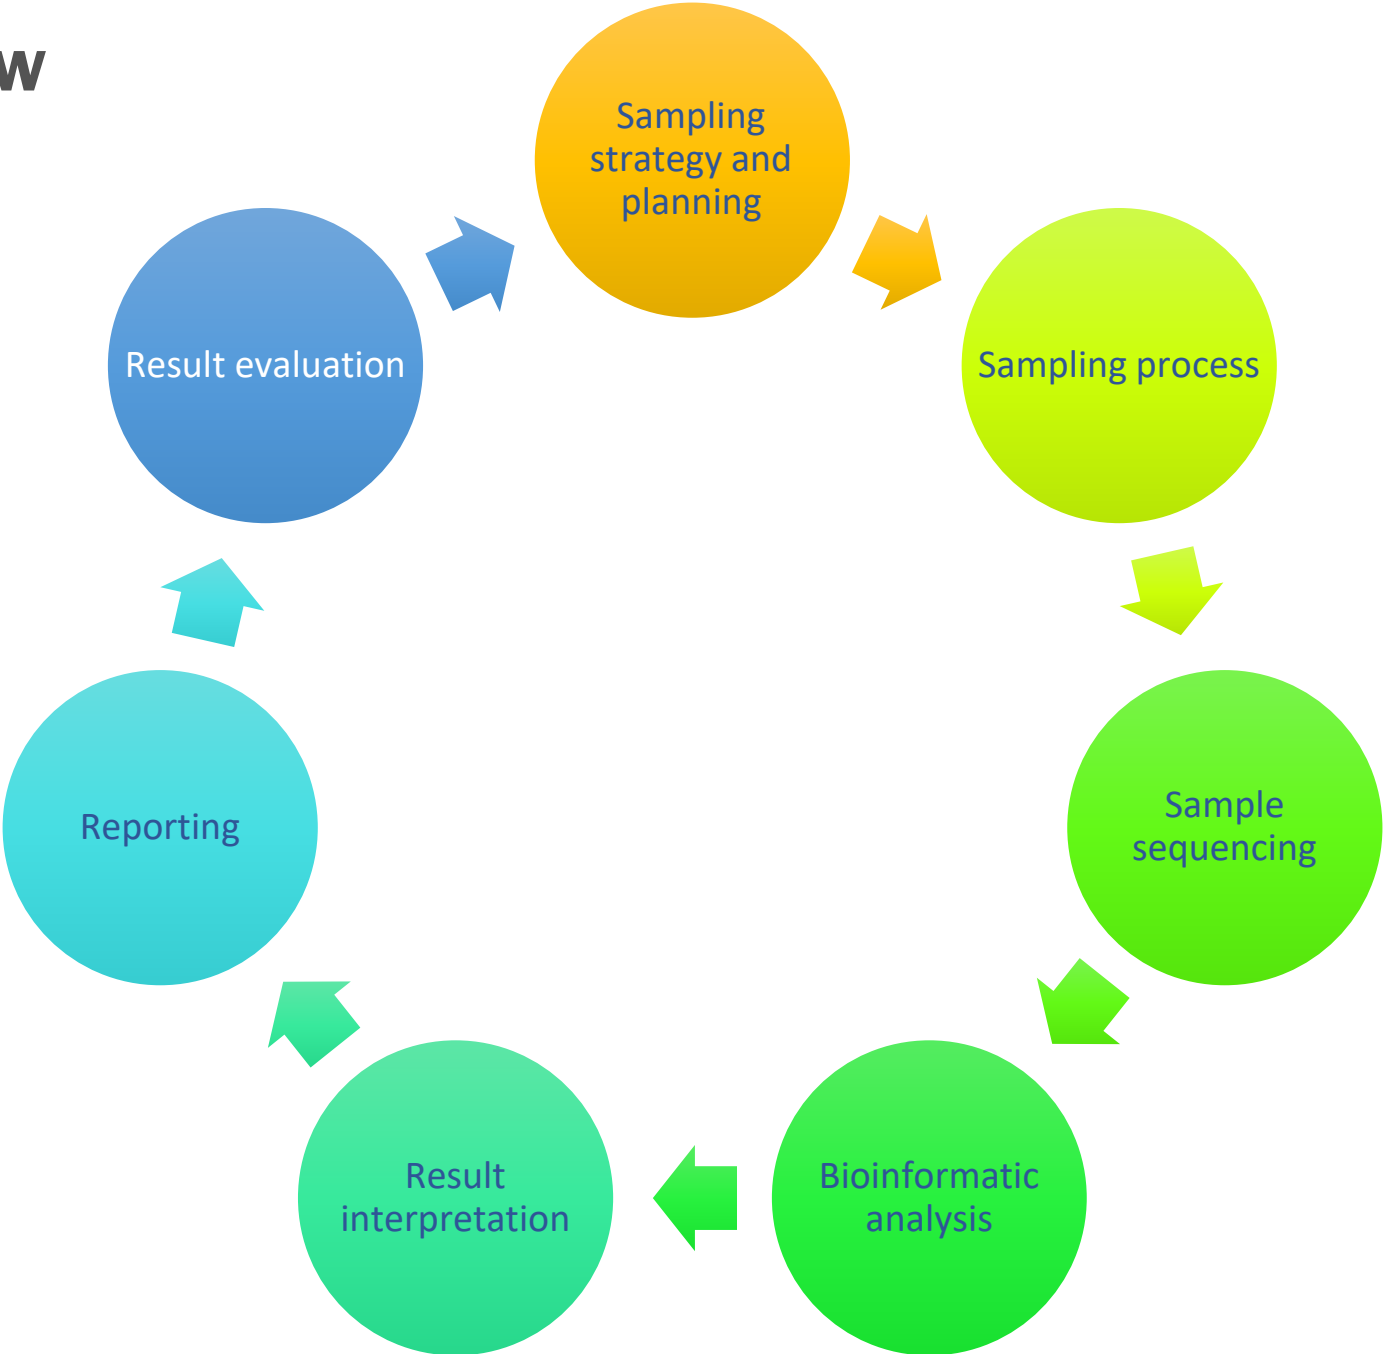 w
Sampling
strategy and
planning
Sampling process
Sample
sequencing
Bioinformatic
analysis
Result
interpretation
Reporting
Result evaluation